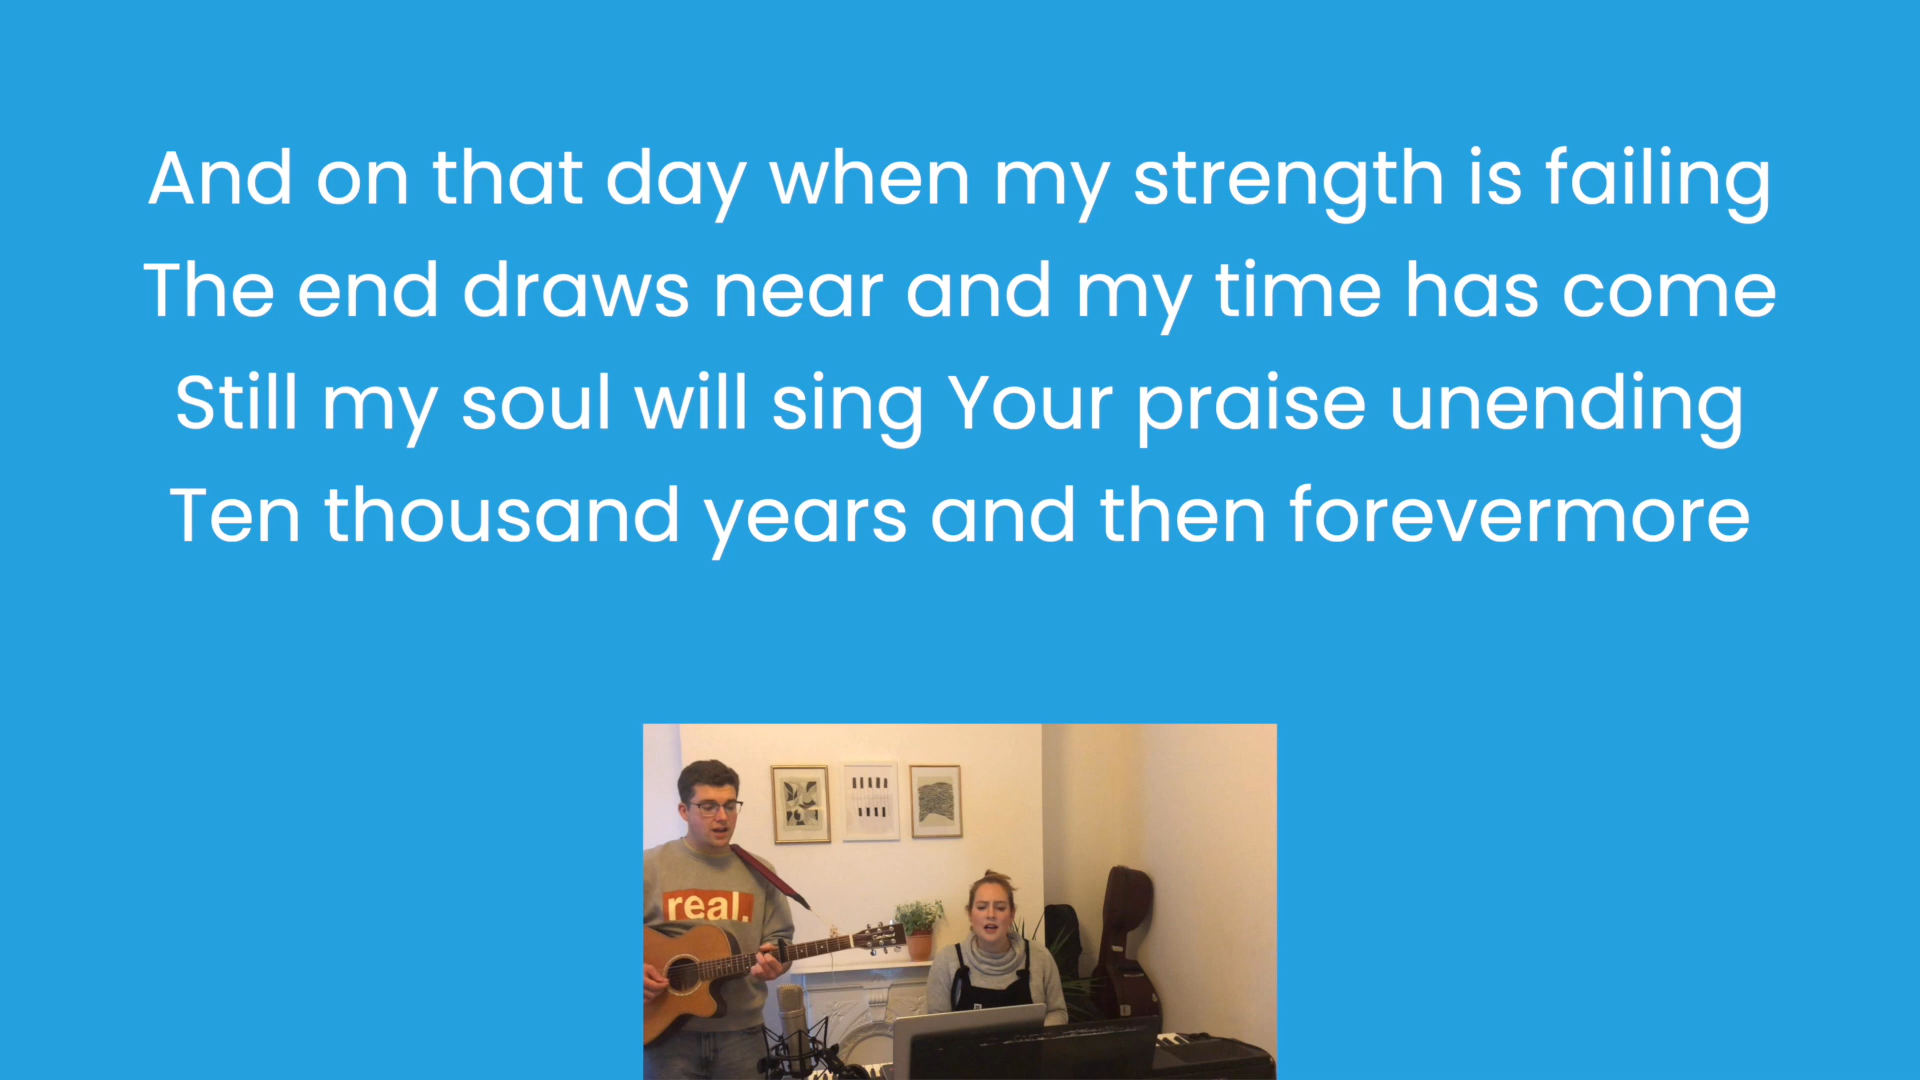 And on that day when my strength is failing
The end draws near and my time has come
Still my soul will sing Your praise unending
Ten thousand years and then forevermore
real.